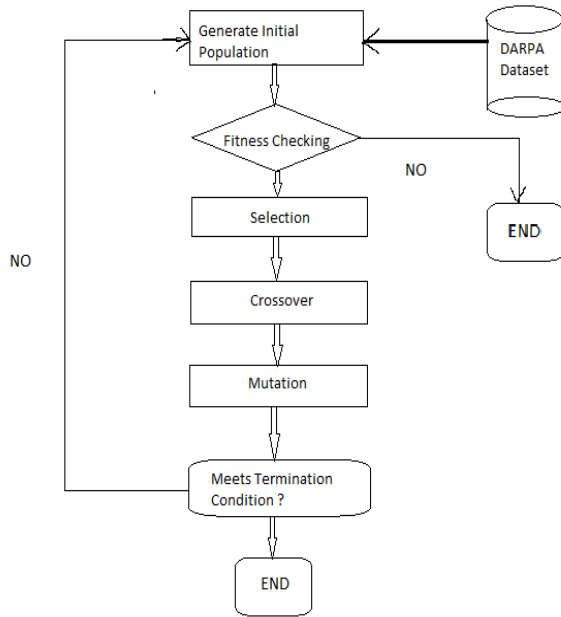 Generate Initial
Population
DARPA
Dataset
Fitness Checking
NO
END
Selection
NO
Crossover
Mutation
Meets Termination
Condition ?
END